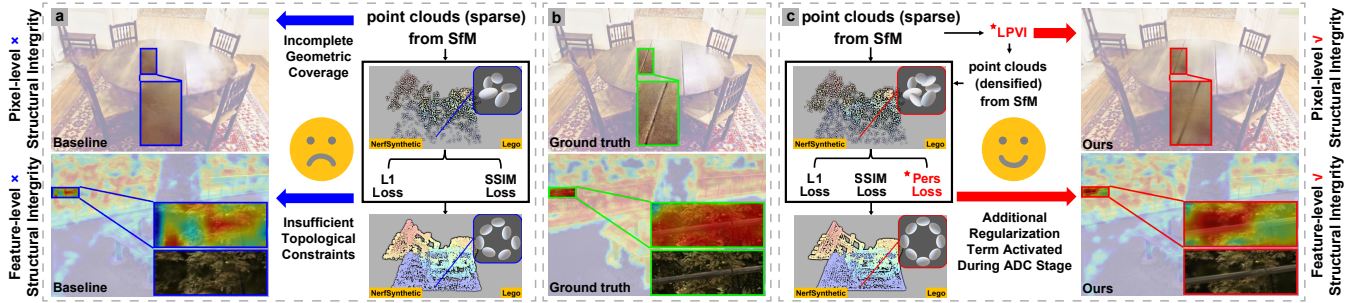 Pixel-level ×
Structural Intergrity
Feature-level ×
Structural Intergrity
a
Baseline
Baseline
Incomplete
Geometric
Coverage
Insufficient
Topological
Constraints
point clouds (sparse)
from SfM
NerfSynthetic
Lego
L1
Loss
SSIM
Loss
NerfSynthetic
Lego
b
Ground truth
Ground truth
c
point clouds (sparse)
from SfM
*LPVI
point clouds
(densified)
from SfM
NerfSynthetic
Lego
L1
Loss
SSIM
Loss
*Pers
Loss
NerfSynthetic
Lego
Additional
Regularization
Term Activated
During ADC Stage
Ours
Ours
Pixel-level √
Structural Intergrity
Feature-level √
Structural Intergrity